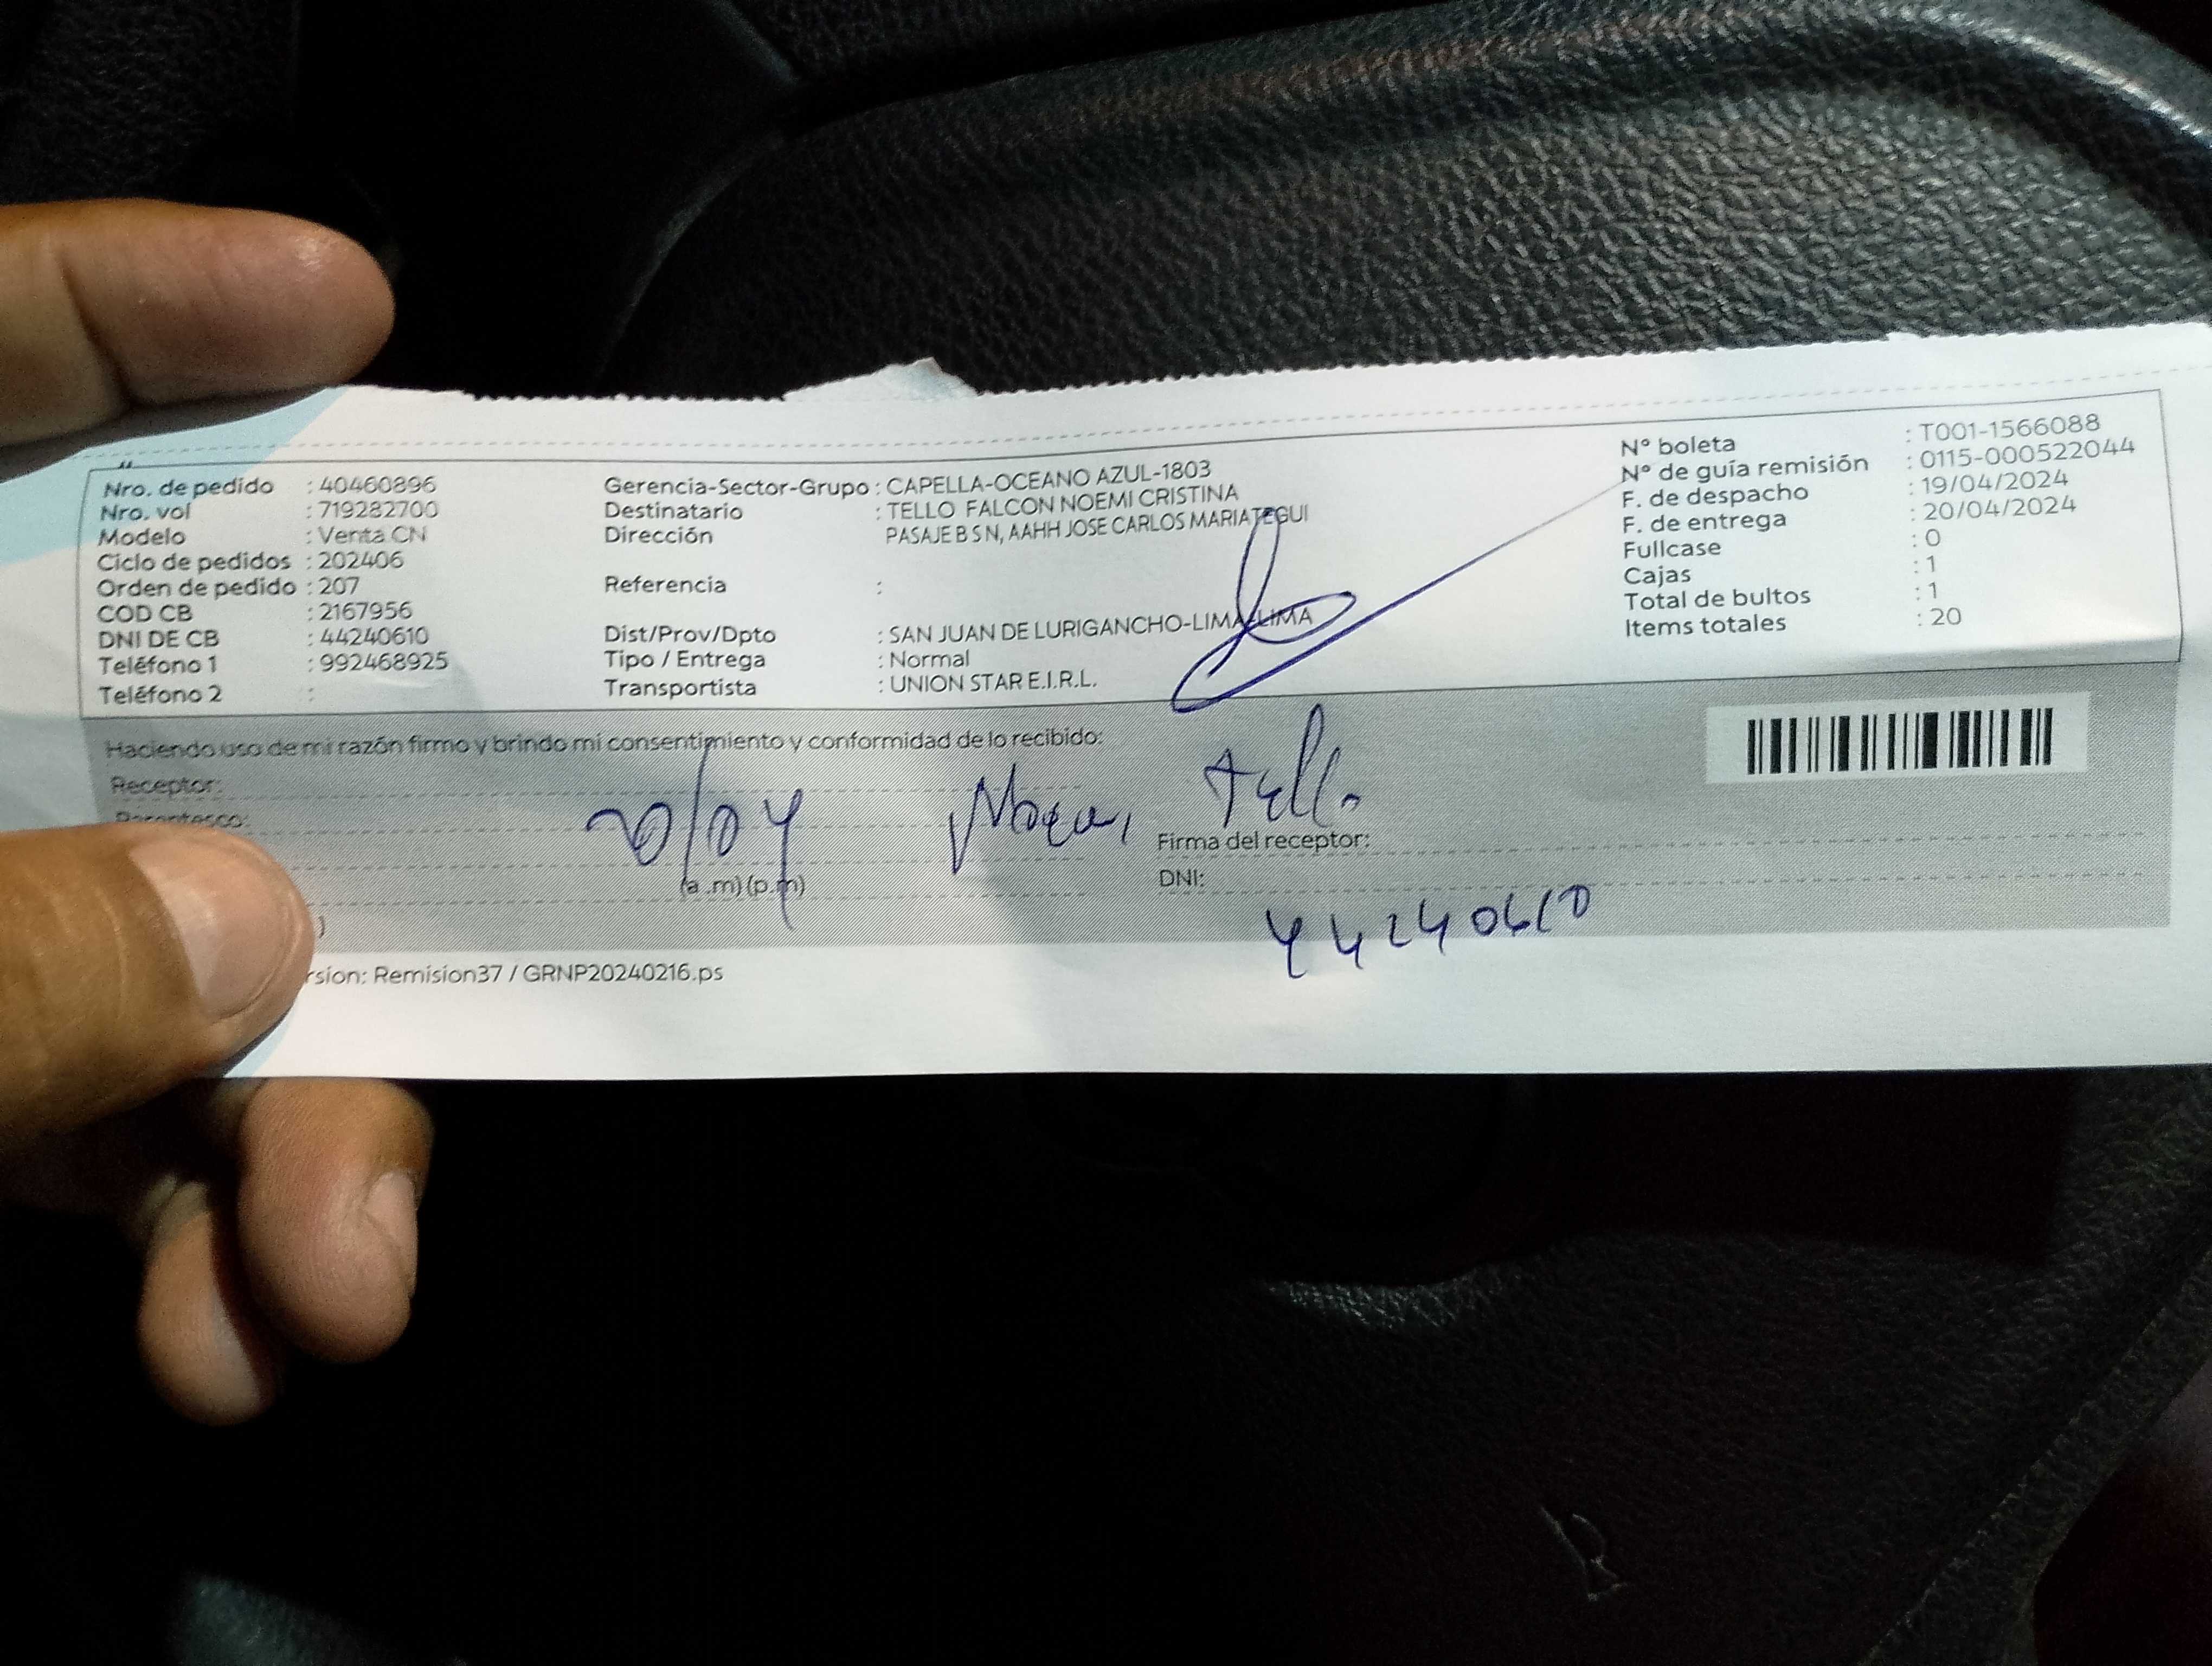 Nro. de pedido : 40460896
Nro. vol : 719282700
Modelo : Venta CN
Ciclo de pedidos : 202406
Orden de pedido : 207
COD CB : 2167956
DNI DE CB : 44240610
Teléfono 1 : 992468925
Teléfono 2 :
Gerencia-Sector-Grupo : CAPELLA-OCEANO AZUL-1803
Destinatario : TELLO FALCON NOEMI CRISTINA
Dirección PASAJE B S N, AAHH JOSE CARLOS MARIATEGUI
Referencia :
Dist/Prov/Dpto : SAN JUAN DE LURIGANCHO-LIMA-LIMA
Tipo / Entrega : Normal
Transportista : UNION STAR E.I.R.L.
N° boleta : T001-1566088
N° de guía remisión : 0115-000522044
F. de despacho : 19/04/2024
F. de entrega : 20/04/2024
Fullcase : 0
Cajas : 1
Total de bultos : 1
Items totales : 20
Haciendo uso de mi razón firmo y brindo mi consentimiento y conformidad de lo recibido:
Receptor:
Parentesco:
20/04
Tello
Firma del receptor:
(a .m) (p.m)
DNI:
44240610
)
rsion: Remision37 / GRNP20240216.ps